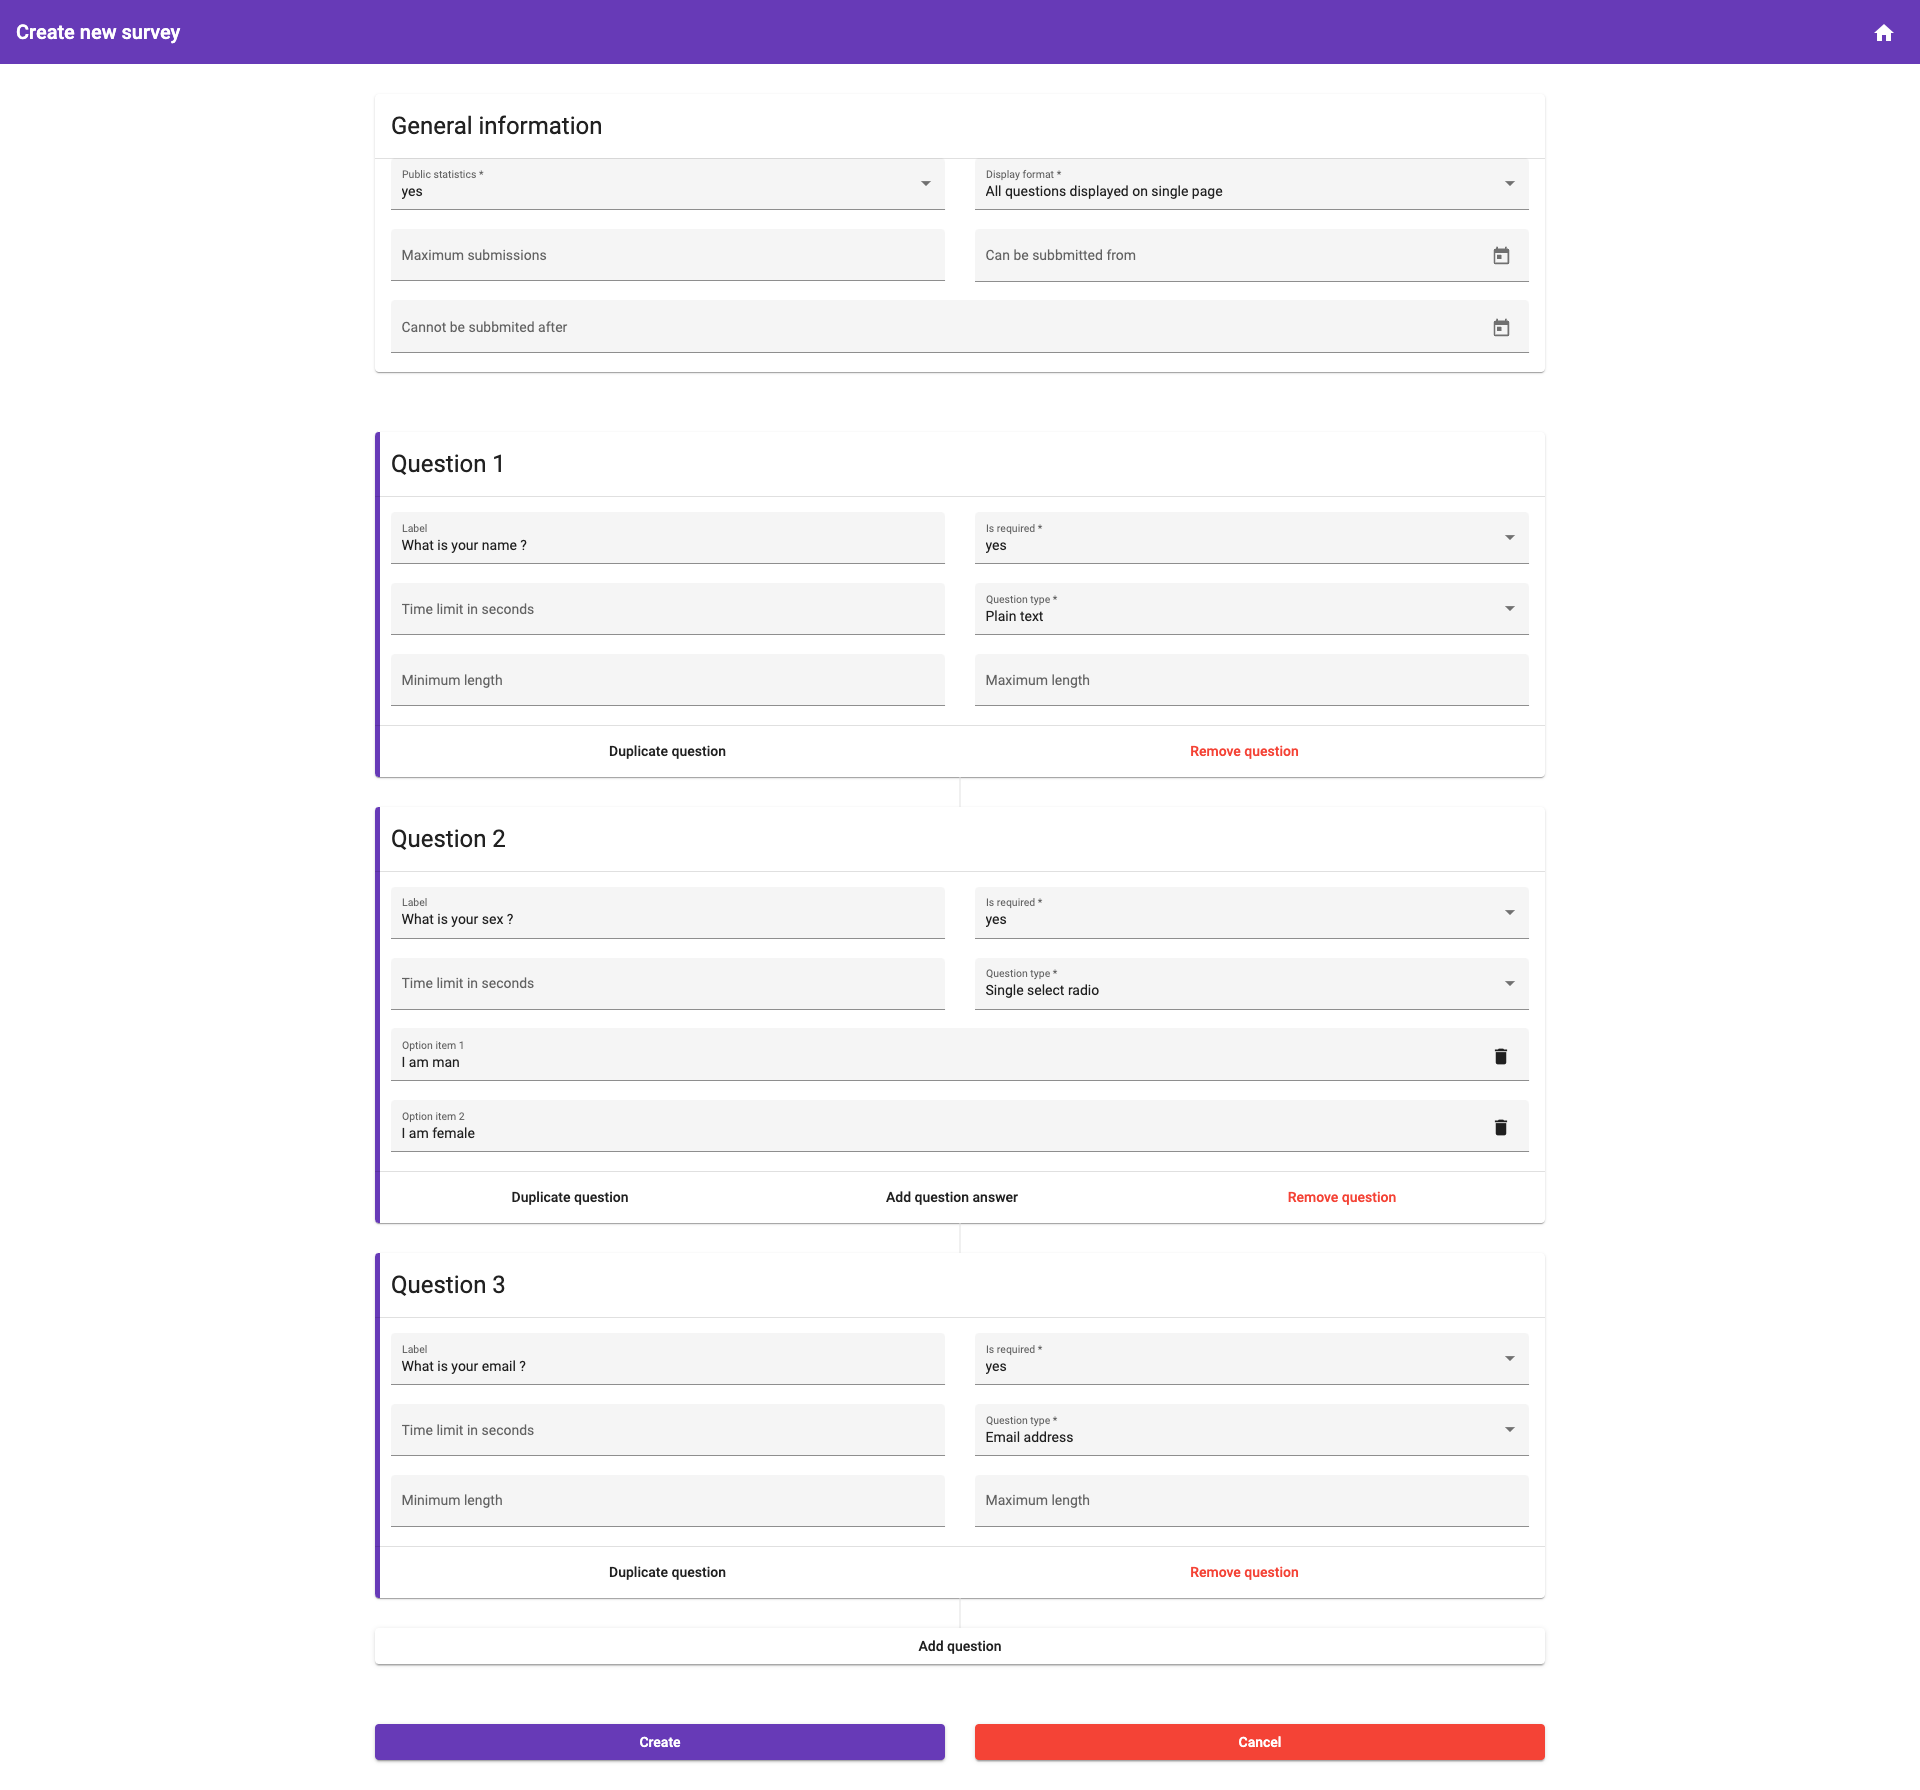 Create new survey
General information
Public statistics *
yes
Display format *
All questions displayed on single page
Maximum submissions
Can be subbmitted from
Cannot be subbmited after
Question 1
Label
What is your name ?
Is required *
yes
Time limit in seconds
Question type *
Plain text
Minimum length
Maximum length
Duplicate question
Remove question
Question 2
Label
What is your sex ?
Is required *
yes
Time limit in seconds
Question type *
Single select radio
Option item 1
I am man
Option item 2
I am female
Duplicate question
Add question answer
Remove question
Question 3
Label
What is your email ?
Is required *
yes
Time limit in seconds
Question type *
Email address
Minimum length
Maximum length
Duplicate question
Remove question
Add question
Create
Cancel